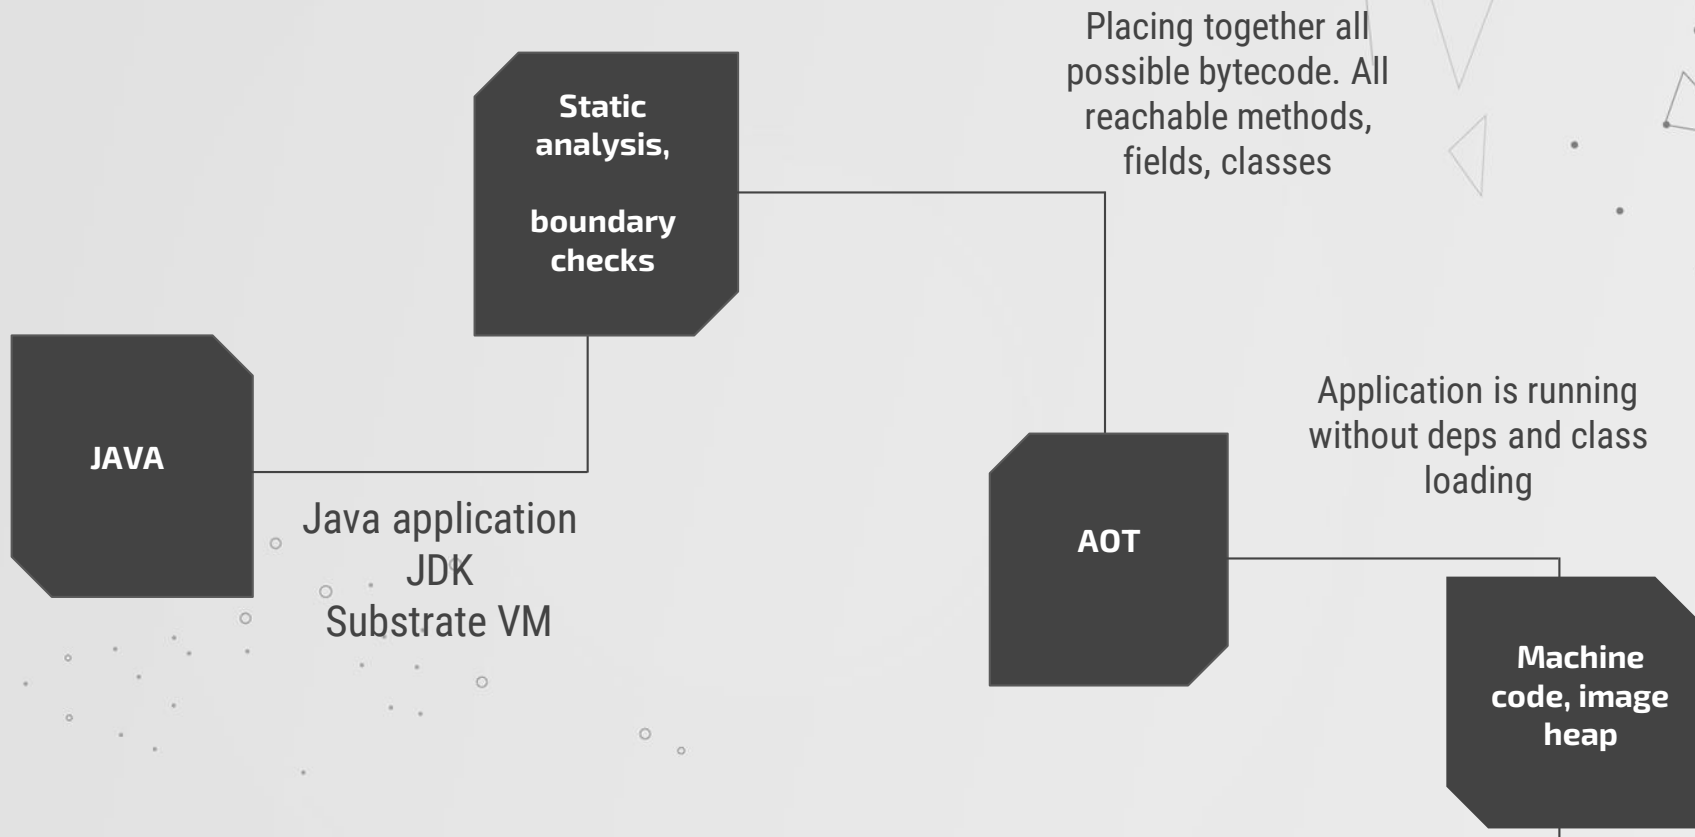 Placing together all
possible bytecode. All
reachable methods,
fields, classes
Static
analysis,
boundary
checks
JAVA
Java application
JDK
Substrate VM
Application is running
without deps and class
loading
AOT
Machine
code, image
heap